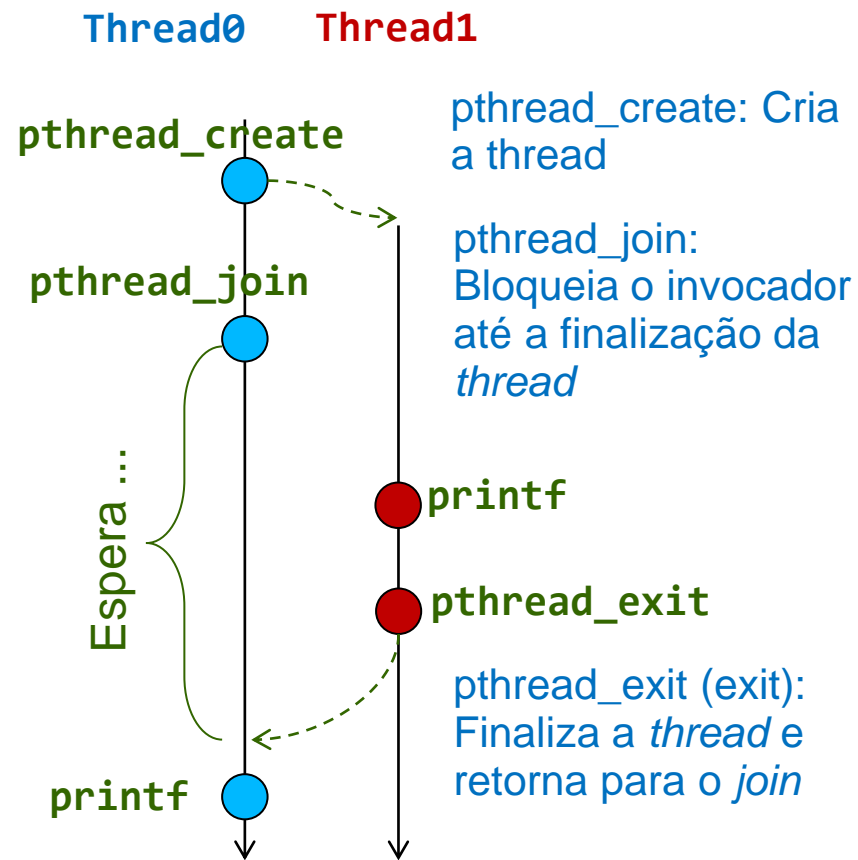 Thread0 Thread1
pthread_create
pthread_create: Cria
a thread
pthread_join
pthread_join:
Bloqueia o invocador
até a finalização da
thread
Espera ...
printf
pthread_exit
pthread_exit (exit):
Finaliza a thread e
retorna para o join
printf